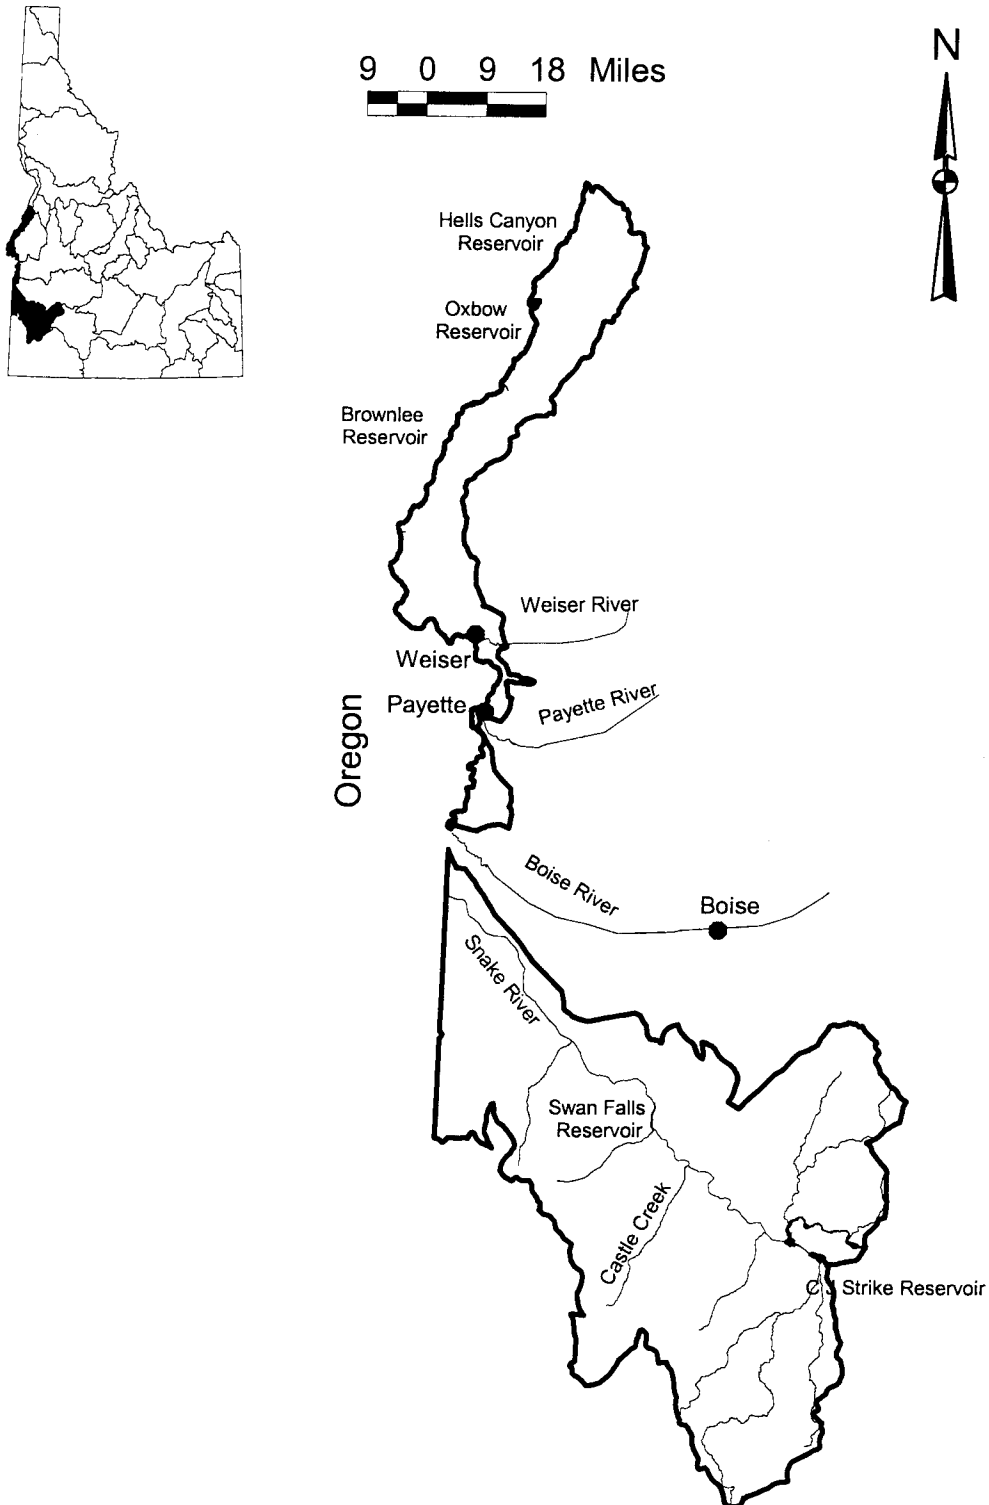 N
9 0 9 18 Miles
Hells Canyon
Reservoir
Oxbow
Reservoir
Brownlee
Reservoir
Weiser River
Weiser
Payette
Payette River
Oregon
Boise River
Boise
Snake River
Swan Falls
Reservoir
Castle Creek
C J Strike Reservoir